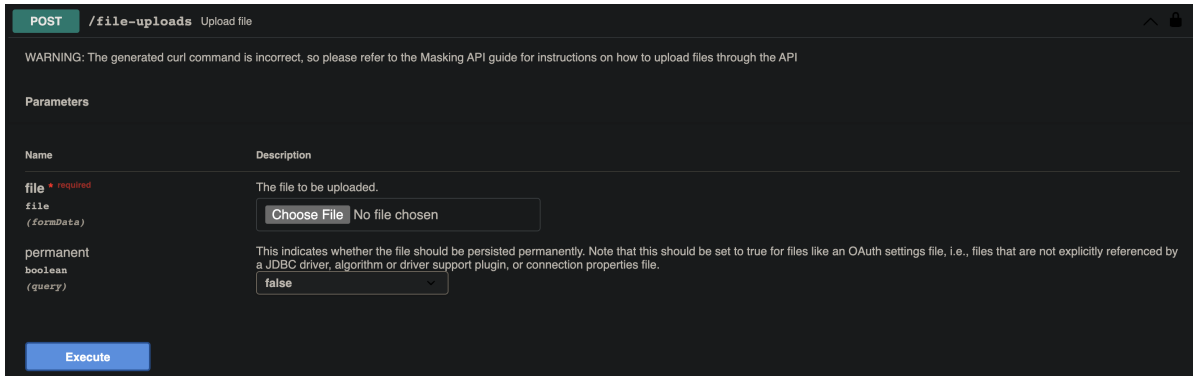 POST /file-uploads Upload file
WARNING: The generated curl command is incorrect, so please refer to the Masking API guide for instructions on how to upload files through the API
Parameters
Name Description
file * required The file to be uploaded.
file
(formData)
Choose File No file chosen
permanent This indicates whether the file should be persisted permanently. Note that this should be set to true for files like an OAuth settings file, i.e., files that are not explicitly referenced by
boolean a JDBC driver, algorithm or driver support plugin, or connection properties file.
(query) false
Execute